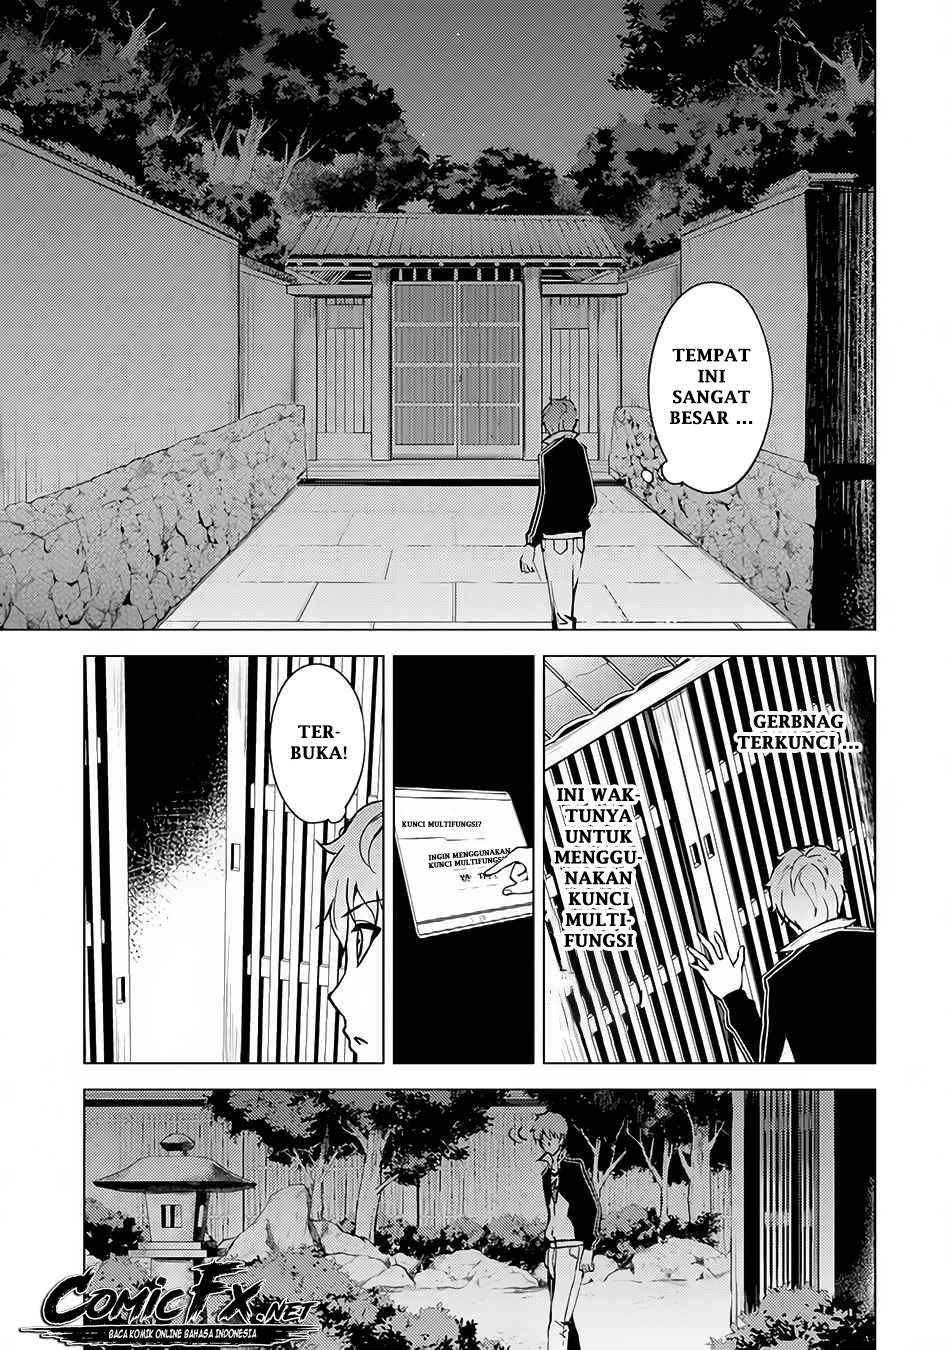 TEMPAT
INI
SANGAT
BESAR ...
GERBNAG
TERKUNCI ...
INI WAK-
TUNYA
UNTUK
MENGGU-
NAKAN
KUNCI
MULTI-
FUNGSI
KUNCI MULTIFUNGSI?
INGIN MENGGUNAKAN
KUNCI MULTIFUNGSI
YA
TER-
BUKA!
COMICFX.NET
BACA KOMIK ONLINE BAHASA INDONESIA